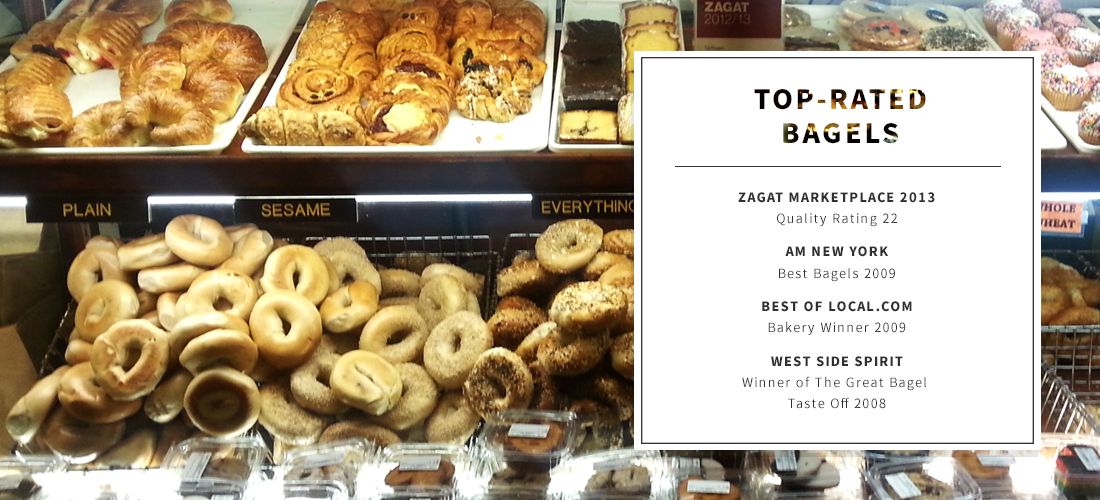 ZAGAT
2012/13
PLAIN
SESAME
EVERYTHING
WHOLE
WHEAT
TOP-RATED
BAGELS
ZAGAT MARKETPLACE 2013
Quality Rating 22
AM NEW YORK
Best Bagels 2009
BEST OF LOCAL.COM
Bakery Winner 2009
WEST SIDE SPIRIT
Winner of The Great Bagel
Taste Off 2008